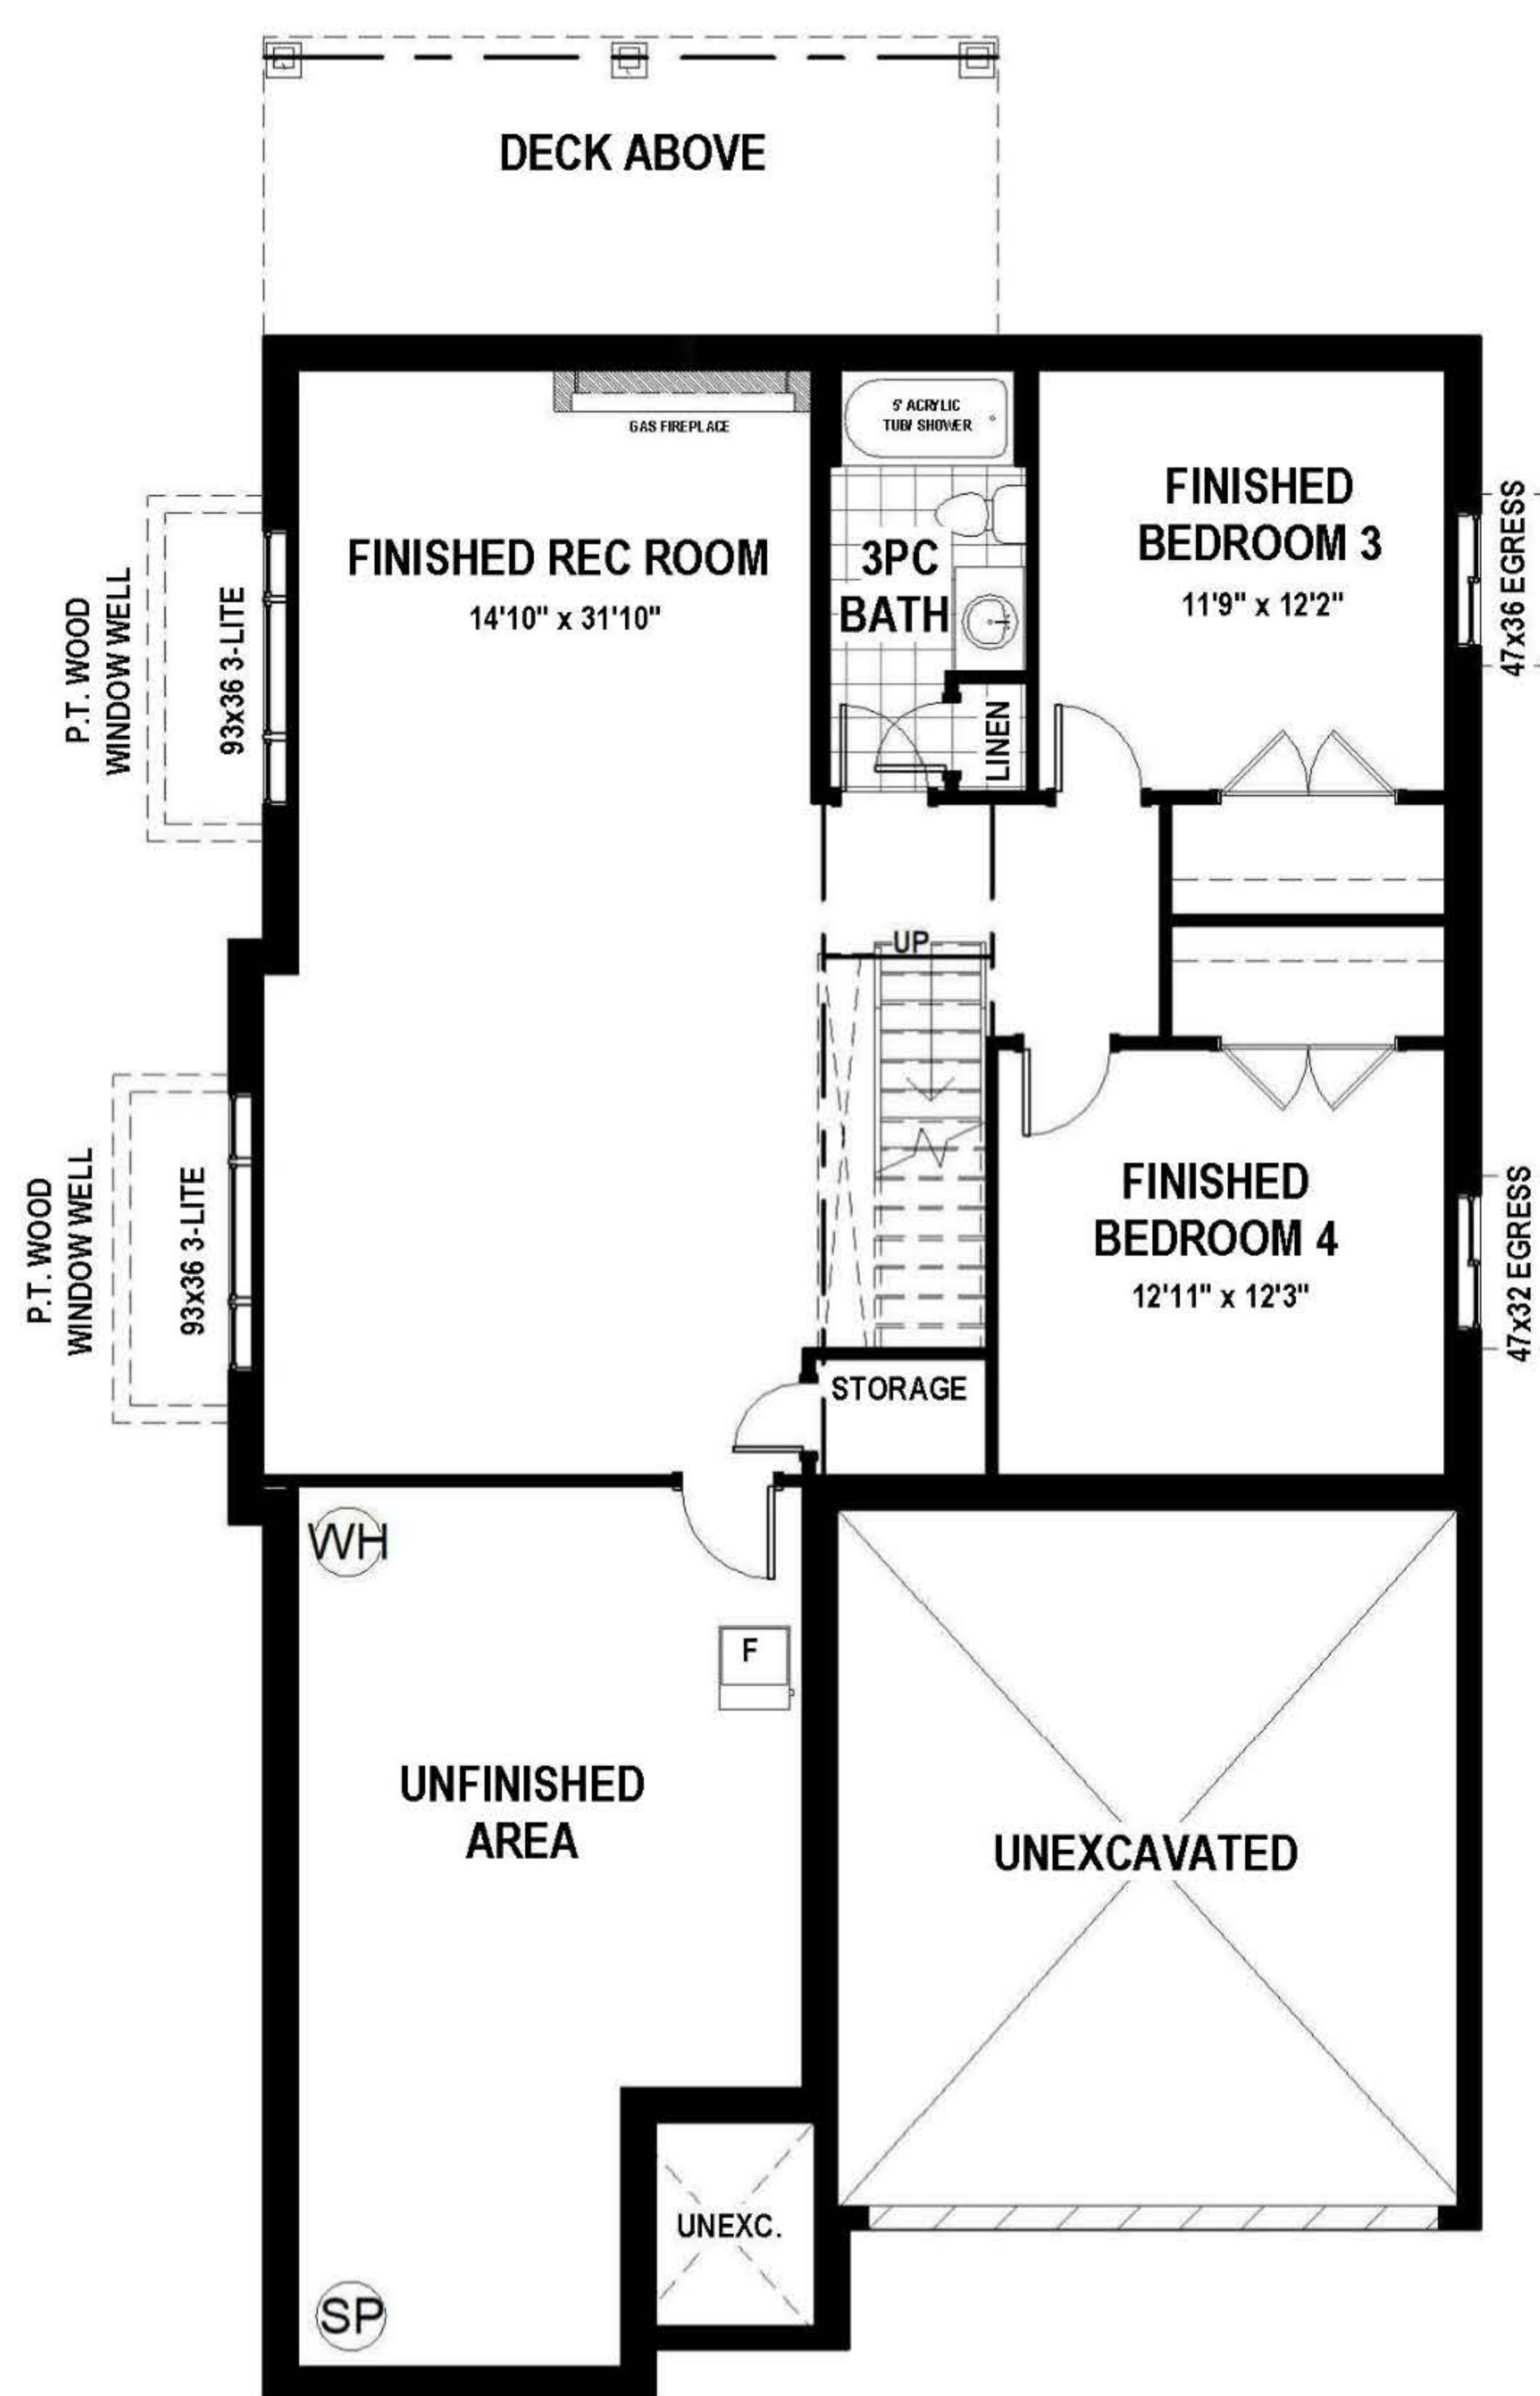 DECK ABOVE
GAS FIREPLACE
5' ACRYLIC
TUB/ SHOWER
FINISHED
BEDROOM 3
11'9" x 12'2"
47x36 EGRESS
FINISHED REC ROOM
14'10" x 31'10"
3PC
BATH
LINEN
P.T. WOOD
WINDOW WELL
93x36 3-LITE
UP
P.T. WOOD
WINDOW WELL
93x36 3-LITE
FINISHED
BEDROOM 4
12'11" x 12'3"
47x32 EGRESS
STORAGE
WH
F
UNFINISHED
AREA
UNEXCAVATED
UNEXC.
SP